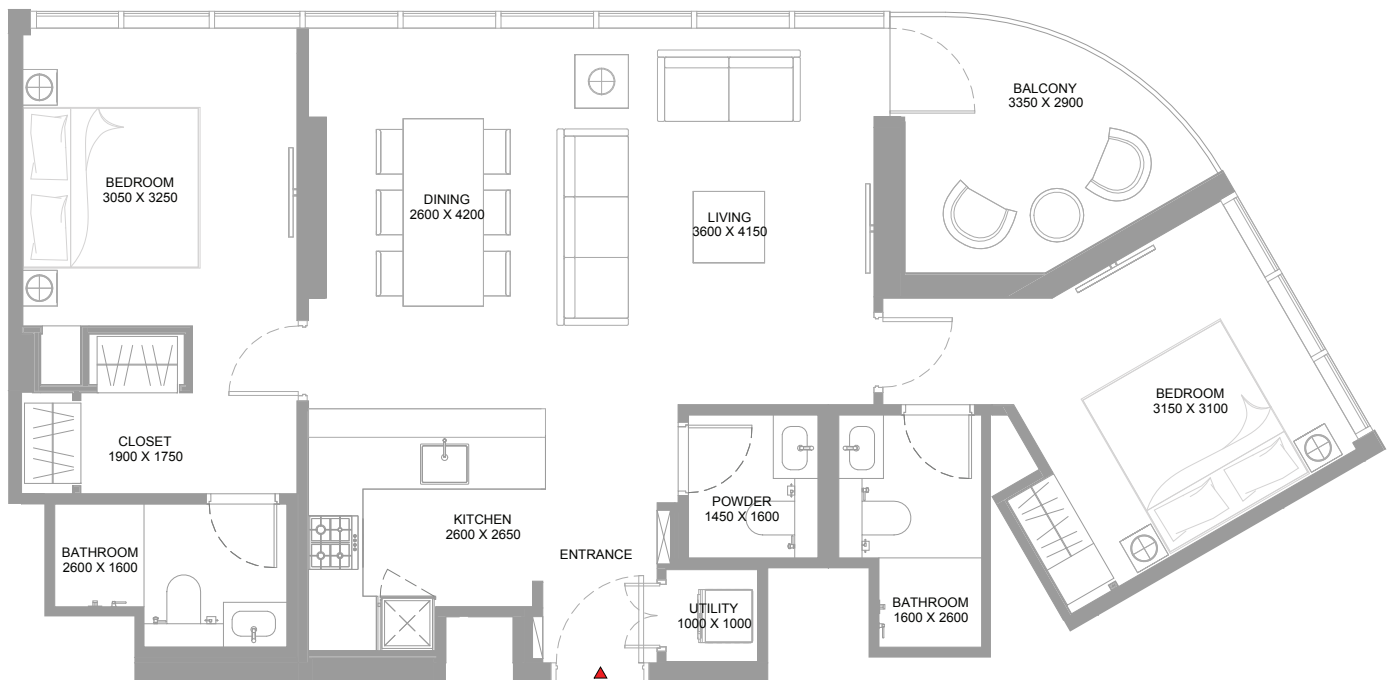 BALCONY
3350 X 2900
BEDROOM
3050 X 3250
DINING
2600 X 4200
LIVING
3600 X 4150
BEDROOM
3150 X 3100
CLOSET
1900 X 1750
POWDER
1450 X 1600
KITCHEN
2600 X 2650
ENTRANCE
BATHROOM
2600 X 1600
UTILITY
1000 X 1000
BATHROOM
1600 X 2600